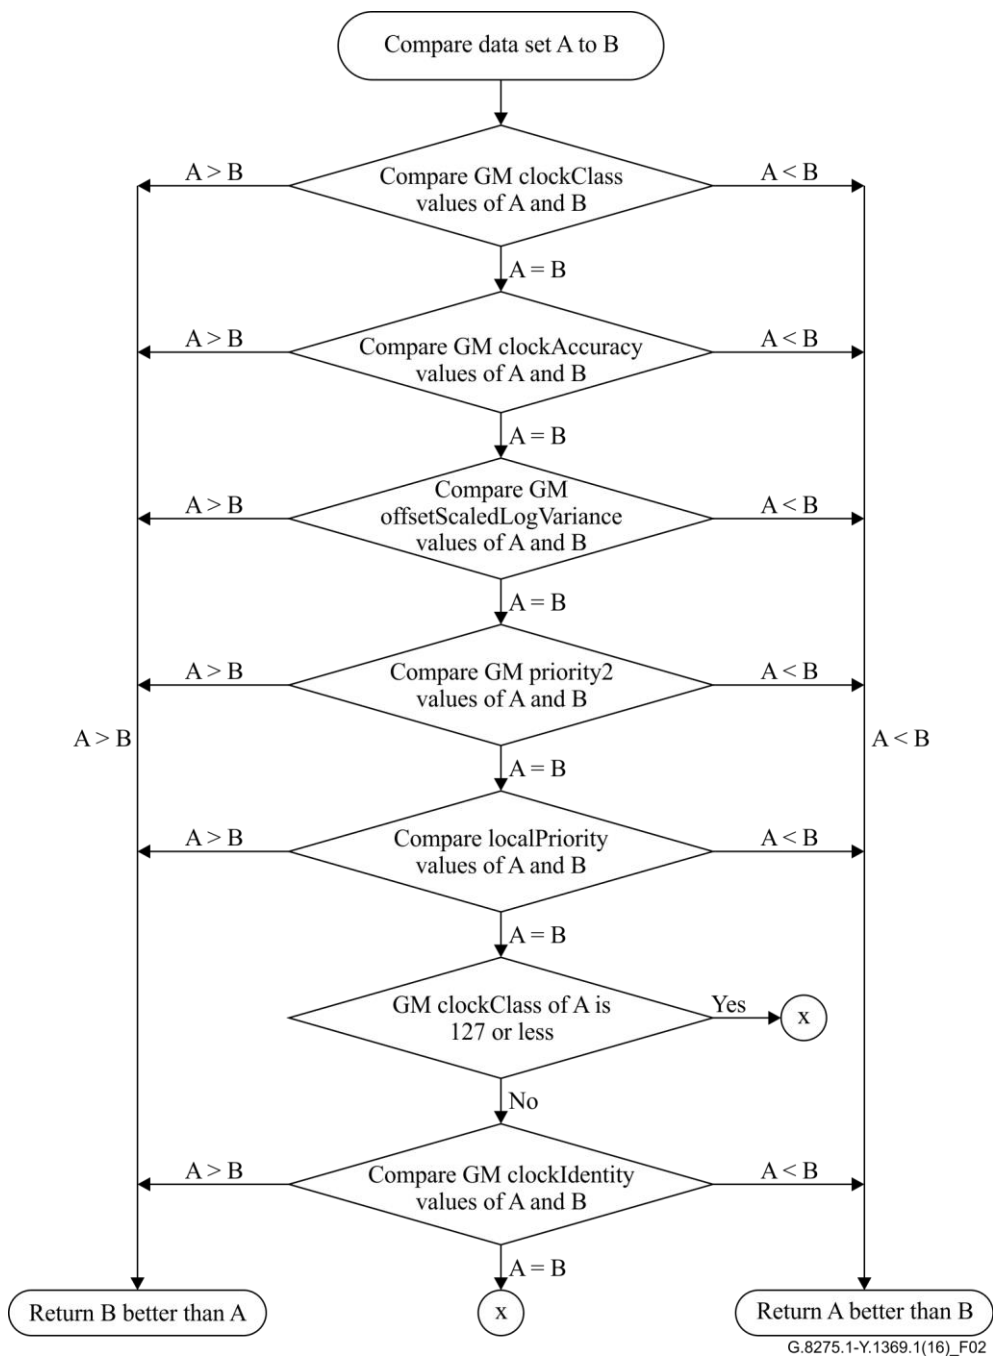 Compare data set A to B
A > B
Compare GM clockClass
values of A and B
A < B
A = B
A > B
Compare GM clockAccuracy
values of A and B
A < B
A = B
A > B
Compare GM
offsetScaledLogVariance
values of A and B
A < B
A = B
A > B
Compare GM priority2
values of A and B
A < B
A > B
A < B
A = B
A > B
Compare localPriority
values of A and B
A < B
A = B
GM clockClass of A is
127 or less
Yes
x
No
A > B
Compare GM clockIdentity
values of A and B
A < B
A = B
Return B better than A
x
Return A better than B
G.8275.1-Y.1369.1(16)_F02